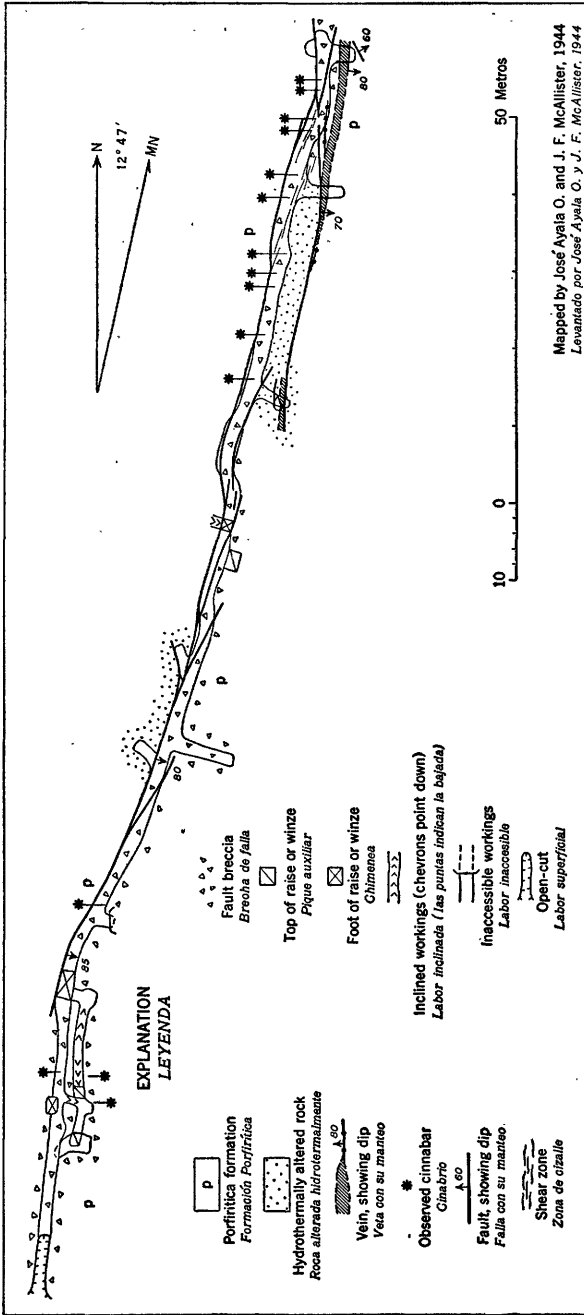 N
12° 47'
MN
60
80
p
p
70
p
80
p
85
p
p
50 Metros
0
10
Mapped by José Ayala O. and J. F. McAllister, 1944
Levantado por José Ayala O. y J. F. McAllister, 1944
EXPLANATION
LEYENDA
p
Porfiritica formation
Formación Porfirítica
Hydrothermally altered rock
Roca alterada hidrotermalmente
80
Vein, showing dip
Veta con su manteo
Observed cinnabar
Cinabrio
60
Fault, showing dip
Falla con su manteo.
Shear zone
Zona de cizalle
Fault breccia
Brecha de falla
Top of raise or winze
Pique auxiliar
Foot of raise or winze
Chimenea
Inclined workings (chevrons point down)
Labor inclinada (las puntas indican la bajada)
Inaccessible workings
Labor inaccesible
Open-cut
Labor superficial